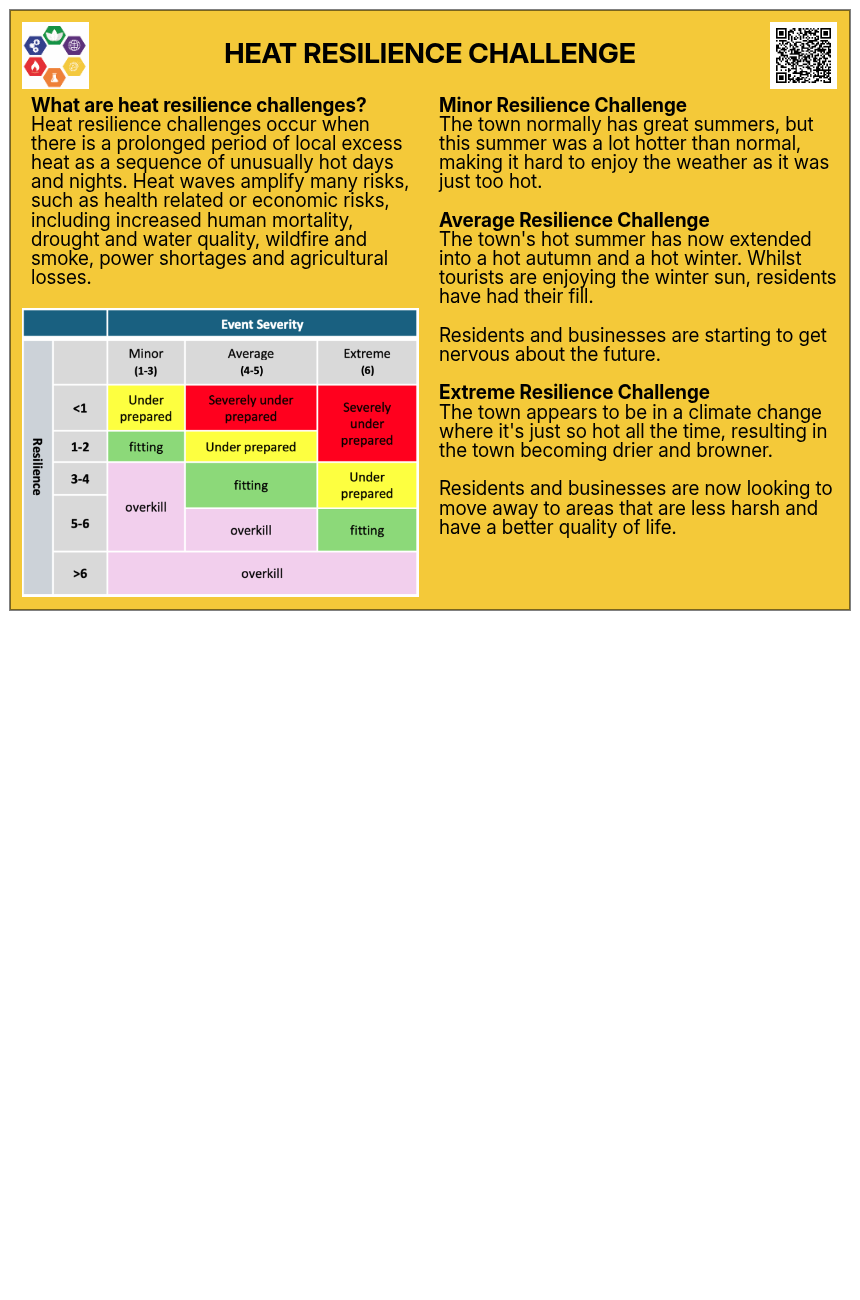 HEAT RESILIENCE CHALLENGE
What are heat resilience challenges?
Heat resilience challenges occur when
there is a prolonged period of local excess
heat as a sequence of unusually hot days
and nights. Heat waves amplify many risks,
such as health related or economic risks,
including increased human mortality,
drought and water quality, wildfire and
smoke, power shortages and agricultural
losses.
Event Severity
Minor Average Extreme
(1-3) (4-5) (6)
Resilience
<1
Under
prepared
Severely under
prepared
Severely
under
prepared
1-2
fitting
Under prepared
3-4
overkill
fitting
Under
prepared
5-6
overkill
fitting
>6
overkill
Minor Resilience Challenge
The town normally has great summers, but
this summer was a lot hotter than normal,
making it hard to enjoy the weather as it was
just too hot.
Average Resilience Challenge
The town's hot summer has now extended
into a hot autumn and a hot winter. Whilst
tourists are enjoying the winter sun, residents
have had their fill.
Residents and businesses are starting to get
nervous about the future.
Extreme Resilience Challenge
The town appears to be in a climate change
where it's just so hot all the time, resulting in
the town becoming drier and browner.
Residents and businesses are now looking to
move away to areas that are less harsh and
have a better quality of life.